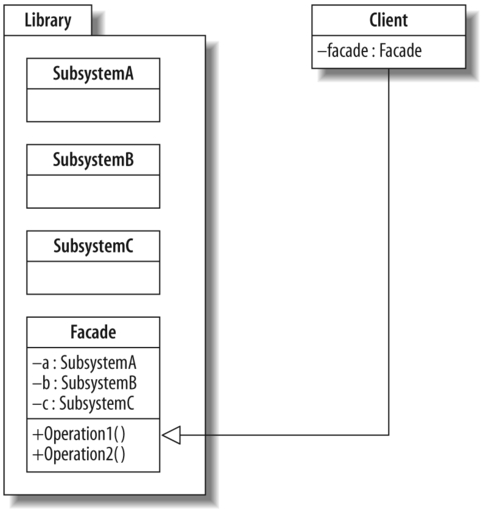 Library
SubsystemA
SubsystemB
SubsystemC
Facade
–a : SubsystemA
–b : SubsystemB
–c : SubsystemC
+Operation1()
+Operation2()
Client
–facade : Facade